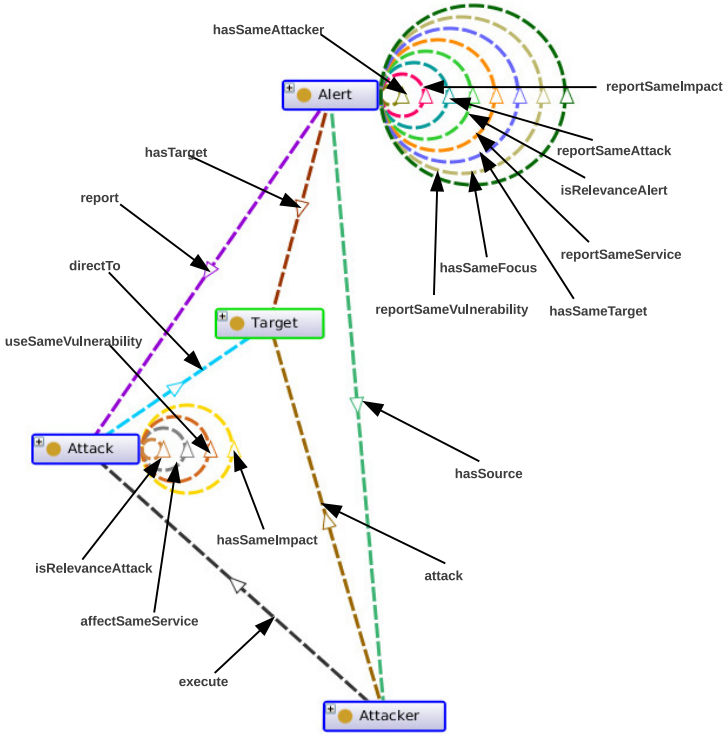 hasSameAttacker
Alert
reportSameImpact
hasTarget
reportSameAttack
isRelevanceAlert
report
reportSameService
directTo
hasSameFocus
reportSameVulnerability
hasSameTarget
Target
useSameVulnerability
Attack
hasSource
hasSameImpact
isRelevanceAttack
attack
affectSameService
execute
Attacker